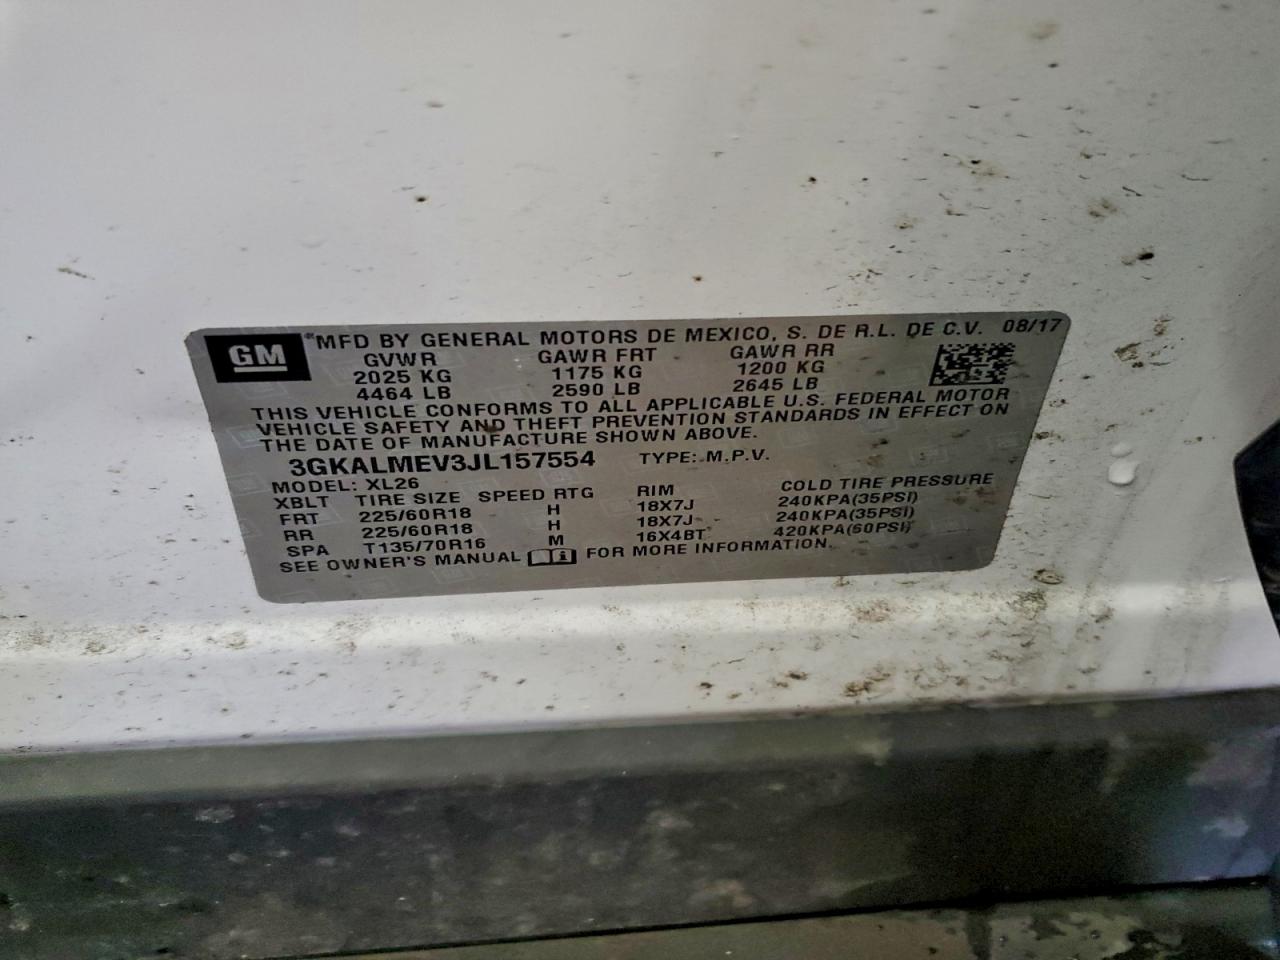 GM
MFD BY GENERAL MOTORS DE MEXICO, S. DE R.L. DE C.V. 08/17
GVWR GAWR FRT GAWR RR
2025 KG 1175 KG 1200 KG
4464 LB 2590 LB 2645 LB
THIS VEHICLE CONFORMS TO ALL APPLICABLE U.S. FEDERAL MOTOR
VEHICLE SAFETY AND THEFT PREVENTION STANDARDS IN EFFECT ON
THE DATE OF MANUFACTURE SHOWN ABOVE.
3GKALMEV3JL157554 TYPE: M.P.V.
MODEL: XL26
XBLT TIRE SIZE SPEED RTG RIM COLD TIRE PRESSURE
FRT 225/60R18 H 18X7J 240KPA(35PSI)
RR 225/60R18 H 18X7J 240KPA(35PSI)
SPA T135/70R16 M 16X4BT 420KPA(60PSI)
SEE OWNER'S MANUAL FOR MORE INFORMATION.